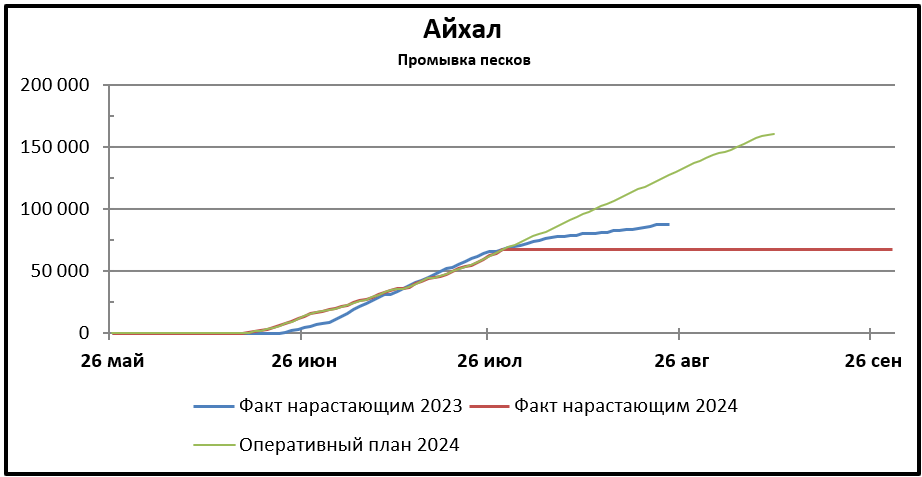 Айхал
Промывка песков
200 000
150 000
100 000
50 000
0
26 май 26 июн 26 июл 26 авг 26 сен
Факт нарастающим 2023 Факт нарастающим 2024
Оперативный план 2024